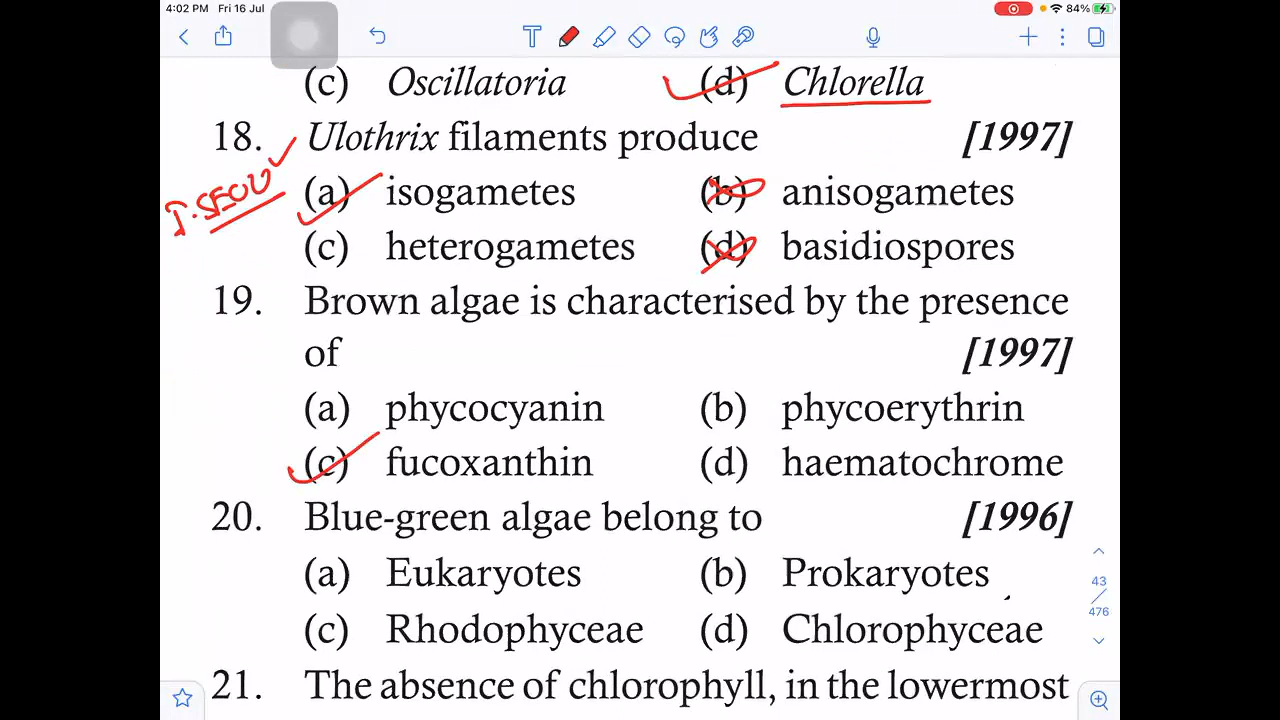 4:02 PM Fri 16 Jul 84%
(c) Oscillatoria (d) Chlorella
18. Ulothrix filaments produce [1997]
(a) isogametes (b) anisogametes
(c) heterogametes (d) basidiospores
19. Brown algae is characterised by the presence
of [1997]
(a) phycocyanin (b) phycoerythrin
(c) fucoxanthin (d) haematochrome
20. Blue-green algae belong to [1996]
(a) Eukaryotes (b) Prokaryotes
43
476
(c) Rhodophyceae (d) Chlorophyceae
21. The absence of chlorophyll, in the lowermost